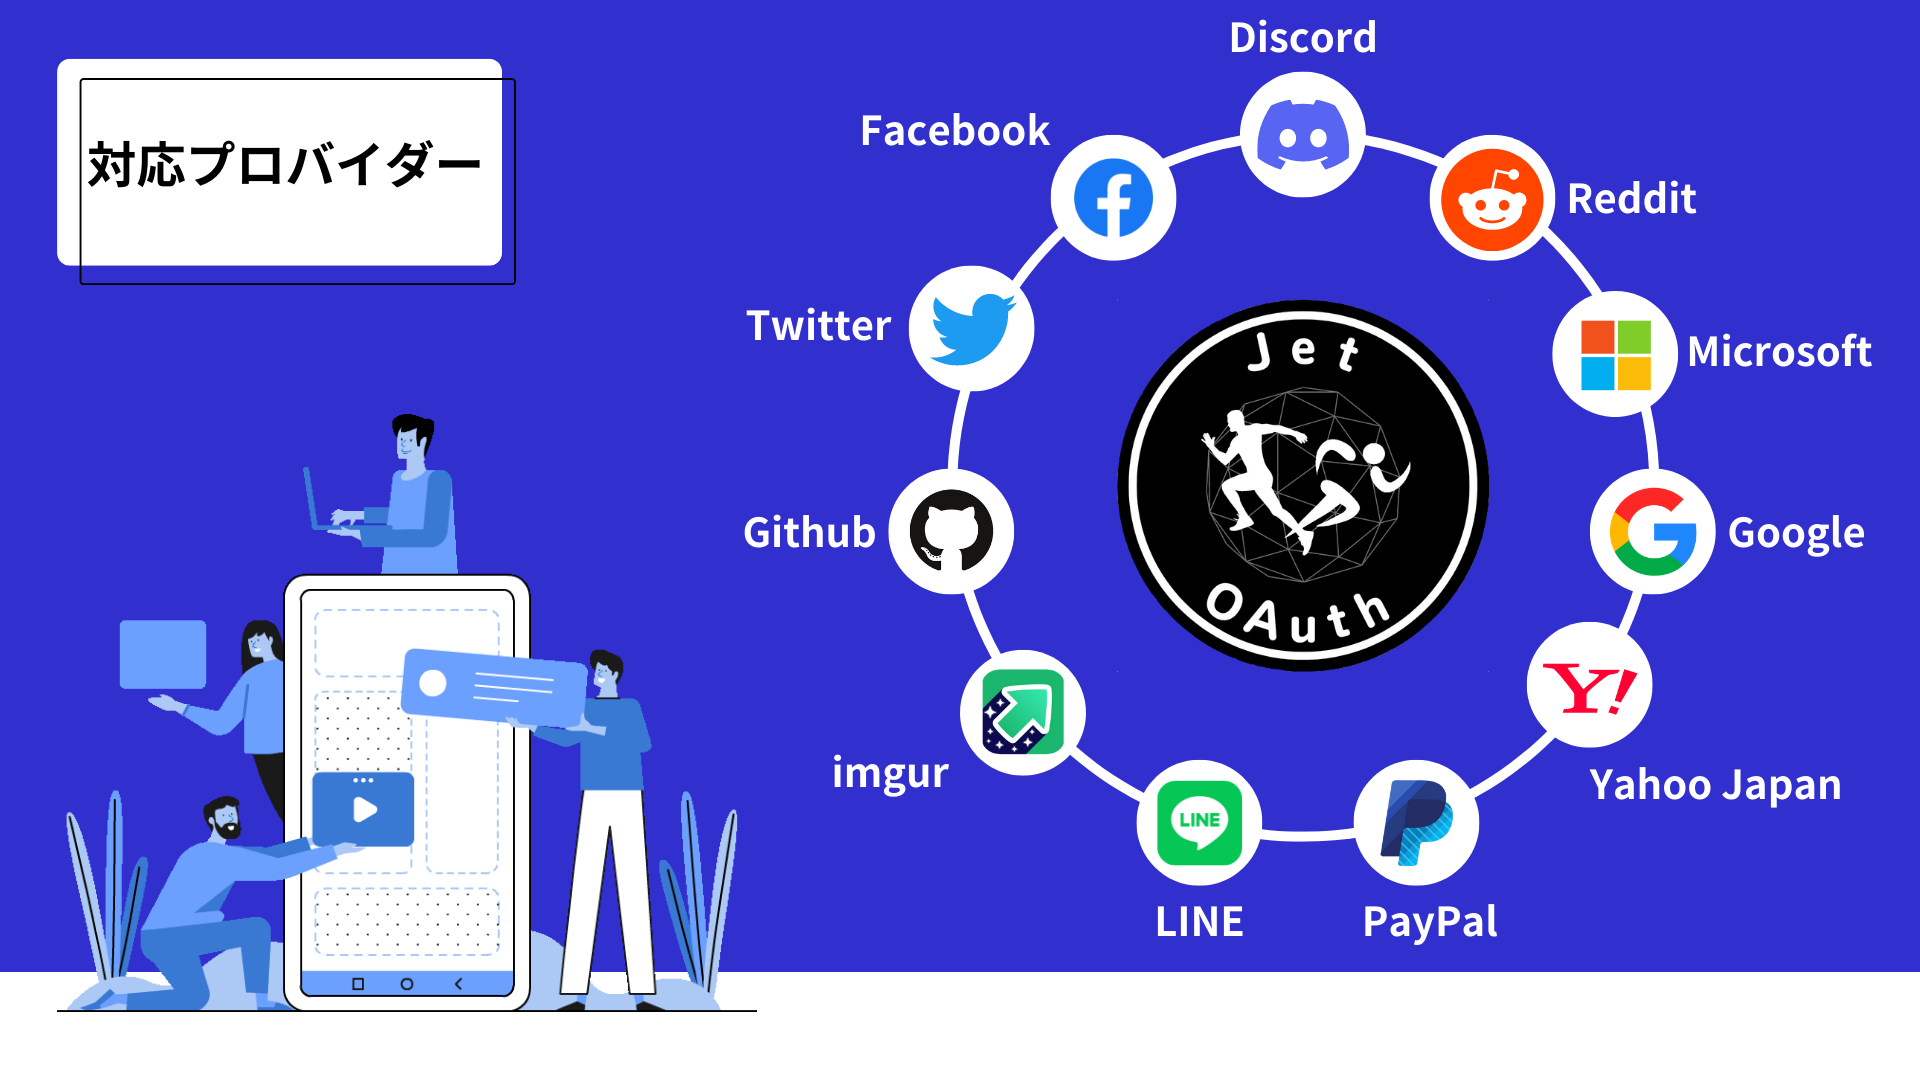 対応プロバイダー
Discord
Facebook
Reddit
Twitter
Microsoft
Jet
OAuth
Github
Google
imgur
Y!
Yahoo Japan
LINE
LINE
PayPal